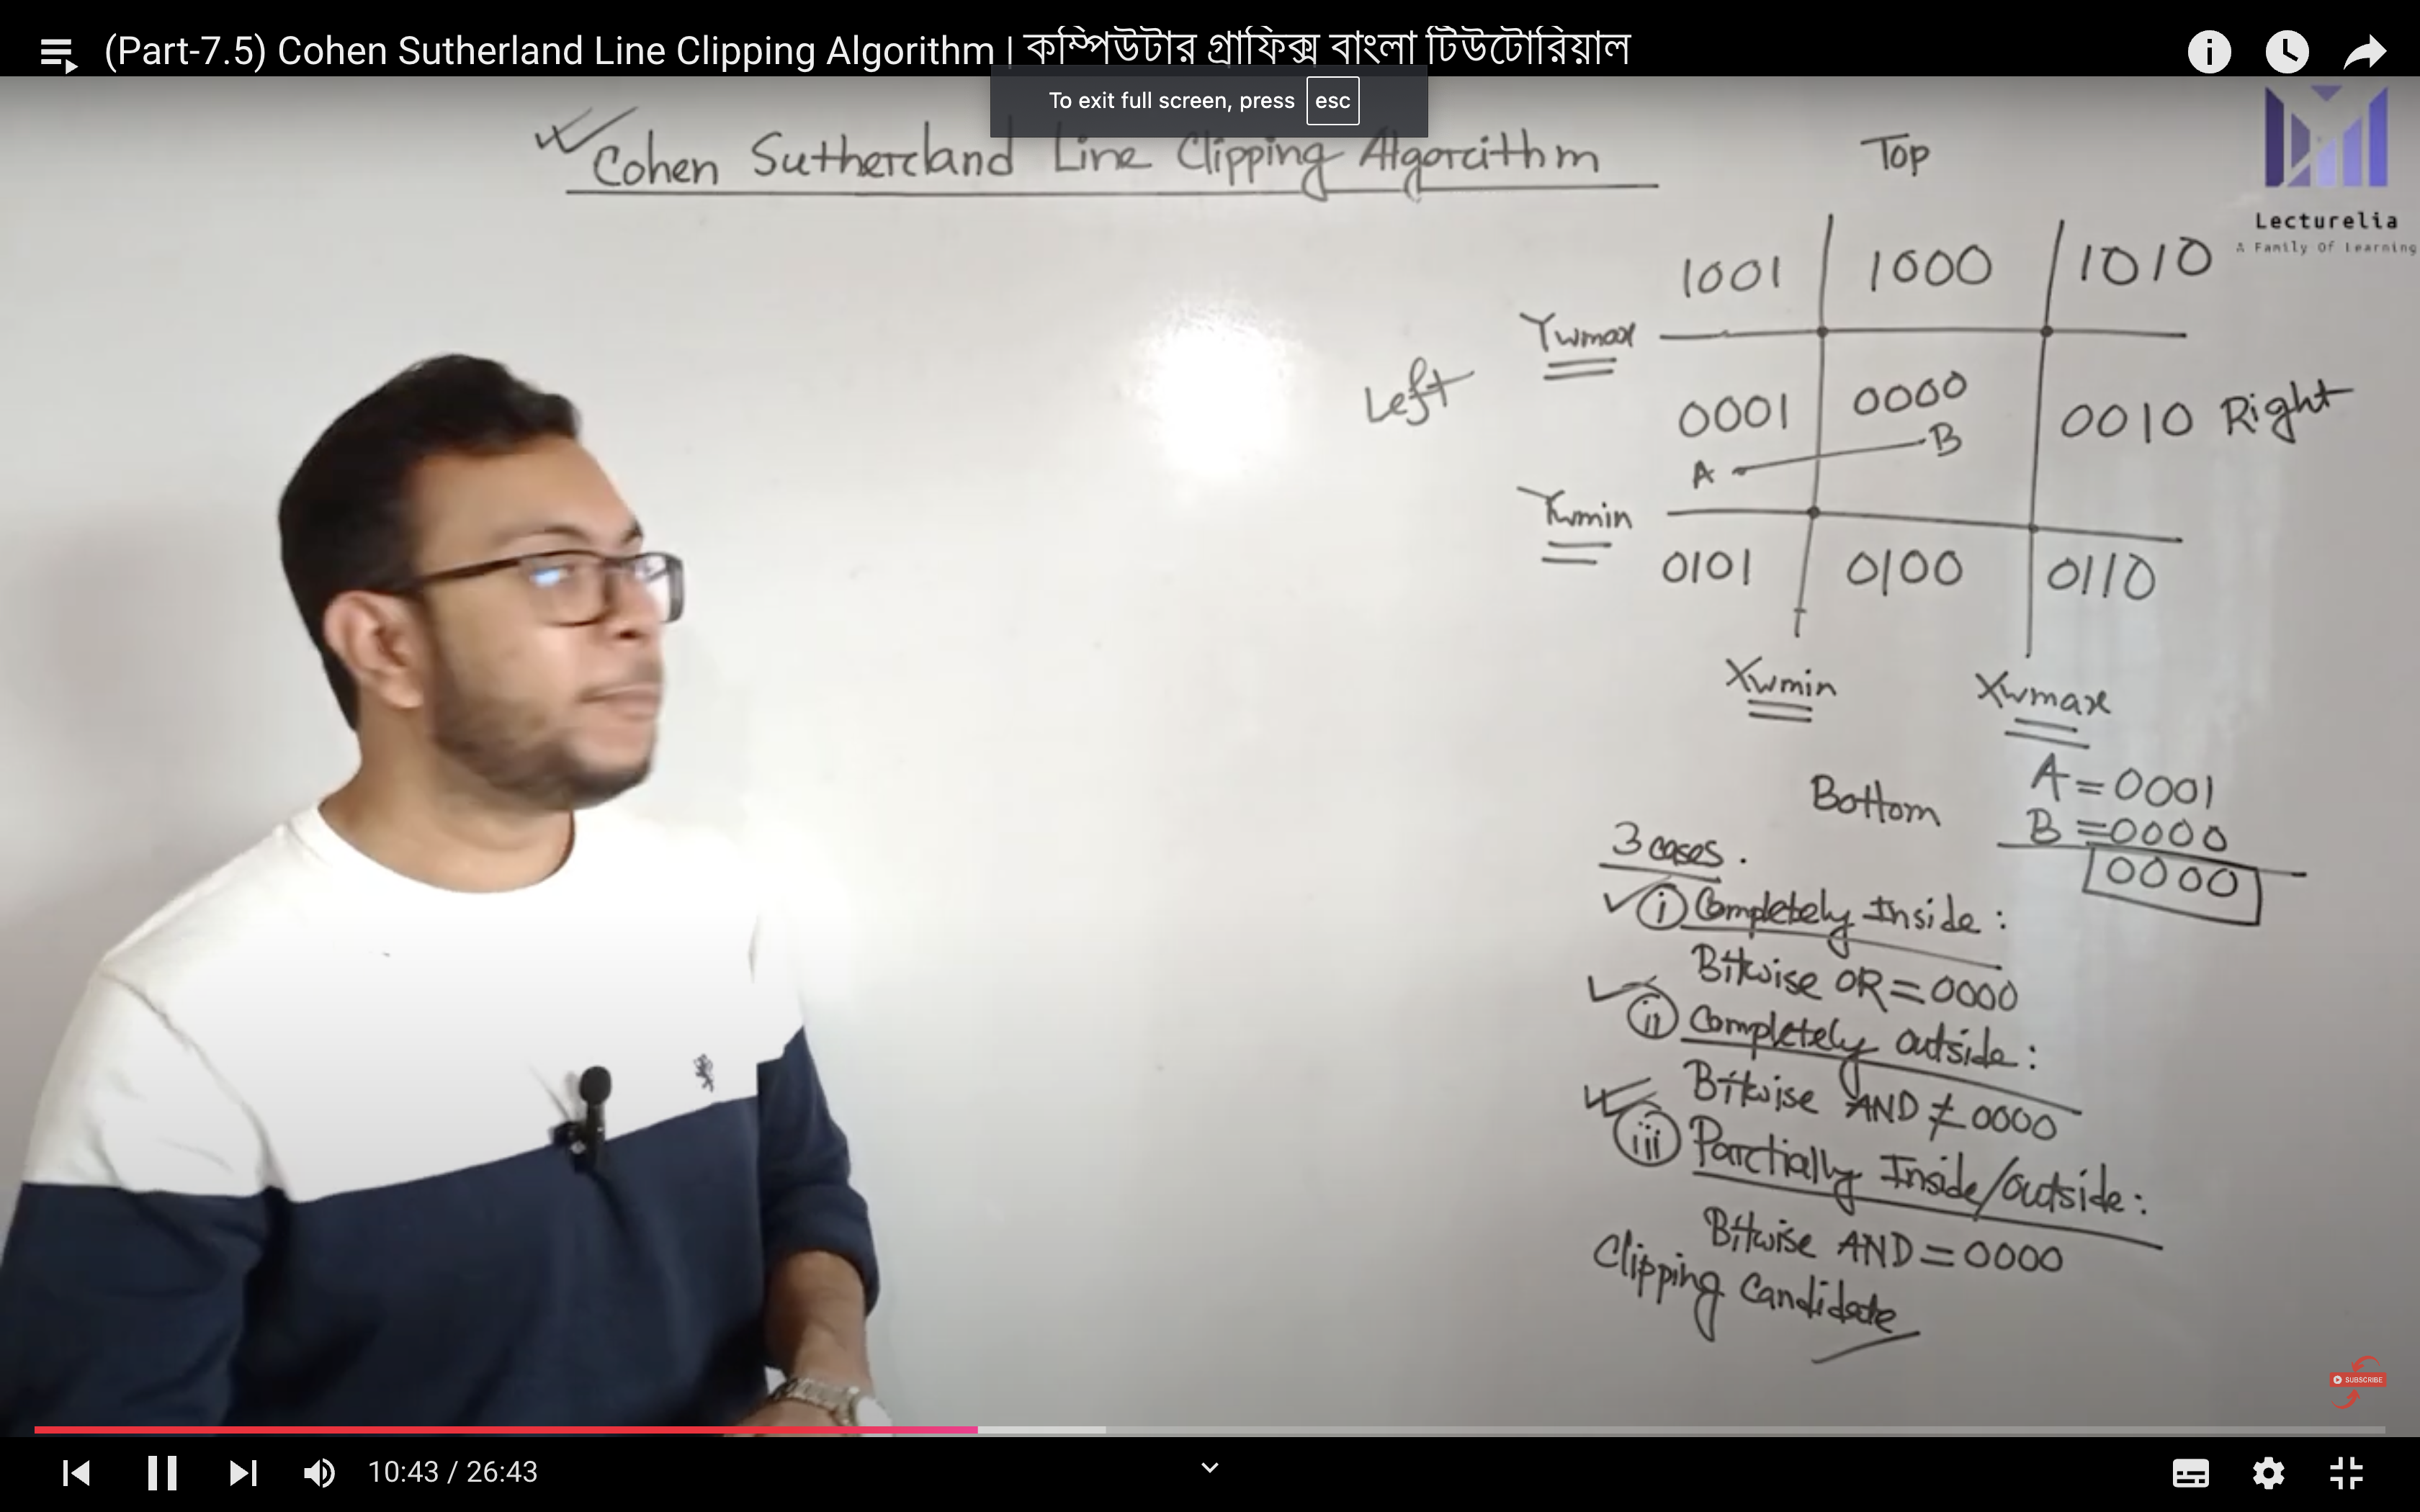 (Part-7.5) Cohen Sutherland Line Clipping Algorithm | কম্পিউটার গ্রাফিক্স বাংলা টিউটোরিয়াল
To exit full screen, press esc
Cohen Sutherland Line Clipping Algorithm
Top
Lecturelia
A Family Of Learning
1001 1000 1010
Ywmax
Left
0001 0000 0010 Right
A B
Ywmin
0101 0100 0110
Xwmin Xwmax
Bottom
A = 0001
B = 0000
0000
3 cases.
i Completely Inside :
Bitwise OR = 0000
ii Completely outside :
Bitwise AND ≠ 0000
iii Partially Inside/outside :
Bitwise AND = 0000
Clipping Candidate
SUBSCRIBE
10:43 / 26:43